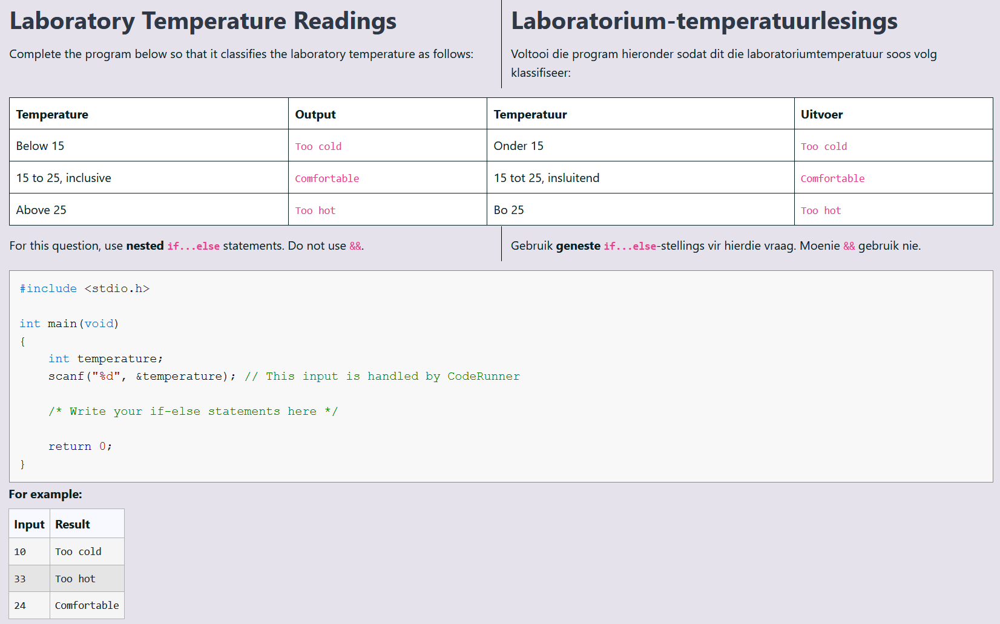 Laboratory Temperature Readings
Complete the program below so that it classifies the laboratory temperature as follows:
Laboratorium-temperatuurlesings
Voltooi die program hieronder sodat dit die laboratoriumtemperatuur soos volg
klassifiseer:
Temperature Output Temperatuur Uitvoer
Below 15 Too cold Onder 15 Too cold
15 to 25, inclusive Comfortable 15 tot 25, insluitend Comfortable
Above 25 Too hot Bo 25 Too hot
For this question, use nested if...else statements. Do not use &&.
Gebruik geneste if...else-stellings vir hierdie vraag. Moenie && gebruik nie.
#include <stdio.h>
int main(void)
{
    int temperature;
    scanf("%d", &temperature); // This input is handled by CodeRunner
    /* Write your if-else statements here */
    return 0;
}
For example:
Input Result
10 Too cold
33 Too hot
24 Comfortable